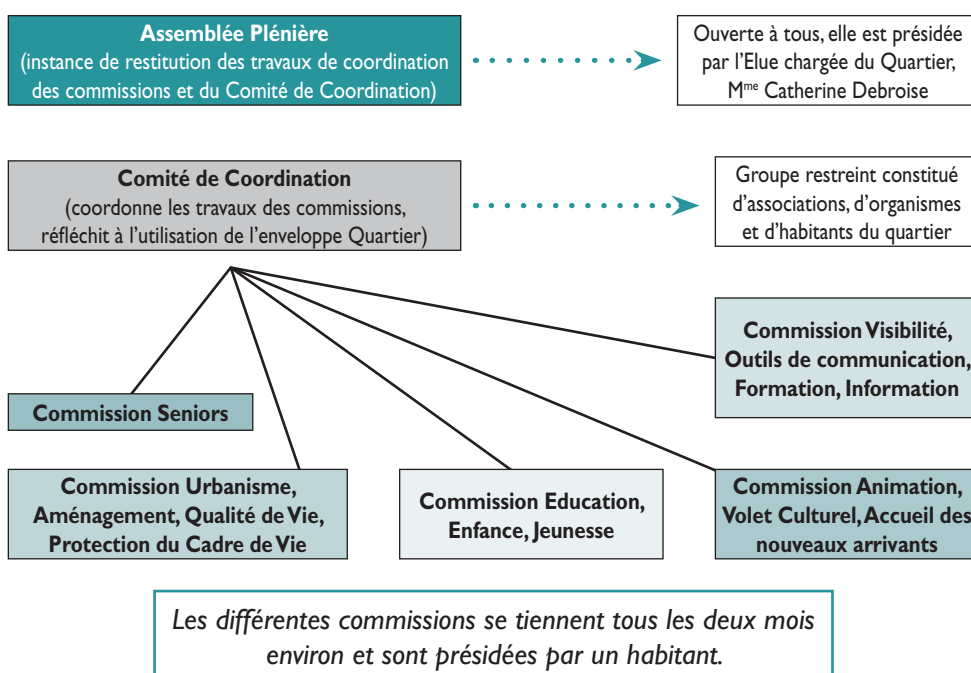 Assemblée Plénière
(instance de restitution des travaux de coordination
des commissions et du Comité de Coordination)
Ouverte à tous, elle est présidée
par l'Elue chargée du Quartier,
Mme Catherine Debroise
Comité de Coordination
(coordonne les travaux des commissions,
réfléchit à l'utilisation de l'enveloppe Quartier)
Groupe restreint constitué
d'associations, d'organismes
et d'habitants du quartier
Commission Visibilité,
Outils de communication,
Formation, Information
Commission Seniors
Commission Urbanisme,
Aménagement, Qualité de Vie,
Protection du Cadre de Vie
Commission Education,
Enfance, Jeunesse
Commission Animation,
Volet Culturel, Accueil des
nouveaux arrivants
Les différentes commissions se tiennent tous les deux mois
environ et sont présidées par un habitant.